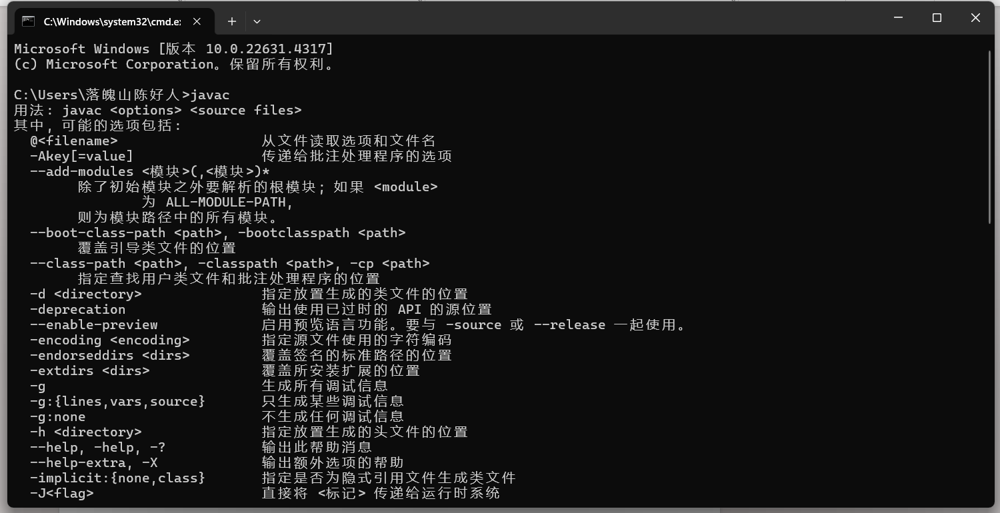 C:\Windows\system32\cmd.e
Microsoft Windows [版本 10.0.22631.4317]
(c) Microsoft Corporation。保留所有权利。
C:\Users\落魄山陈好人>javac
用法: javac <options> <source files>
其中, 可能的选项包括:
@<filename> 从文件读取选项和文件名
-Akey[=value] 传递给批注处理程序的选项
--add-modules <模块>(,<模块>)*
除了初始模块之外要解析的根模块; 如果 <module>
为 ALL-MODULE-PATH,
则为模块路径中的所有模块。
--boot-class-path <path>, -bootclasspath <path>
覆盖引导类文件的位置
--class-path <path>, -classpath <path>, -cp <path>
指定查找用户类文件和批注处理程序的位置
-d <directory> 指定放置生成的类文件的位置
-deprecation 输出使用已过时的 API 的源位置
--enable-preview 启用预览语言功能。要与 -source 或 --release 一起使用。
-encoding <encoding> 指定源文件使用的字符编码
-endorseddirs <dirs> 覆盖签名的标准路径的位置
-extdirs <dirs> 覆盖所安装扩展的位置
-g 生成所有调试信息
-g:{lines,vars,source} 只生成某些调试信息
-g:none 不生成任何调试信息
-h <directory> 指定放置生成的头文件的位置
--help, -help, -? 输出此帮助消息
--help-extra, -X 输出额外选项的帮助
-implicit:{none,class} 指定是否为隐式引用文件生成类文件
-J<flag> 直接将 <标记> 传递给运行时系统